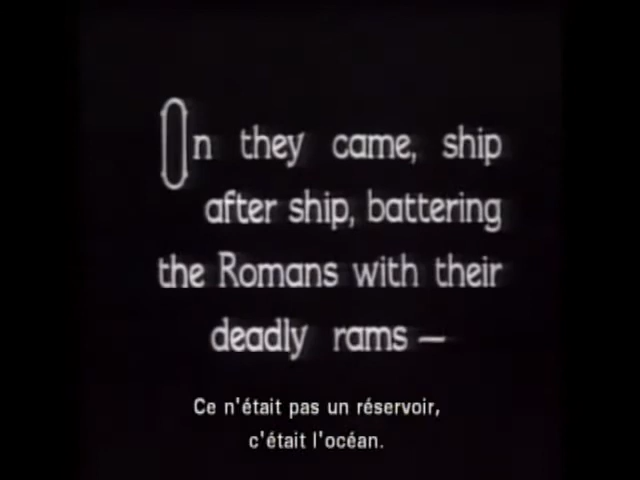 On they came, ship
after ship, battering
the Romans with their
deadly rams —
Ce n'était pas un réservoir,
c'était l'océan.